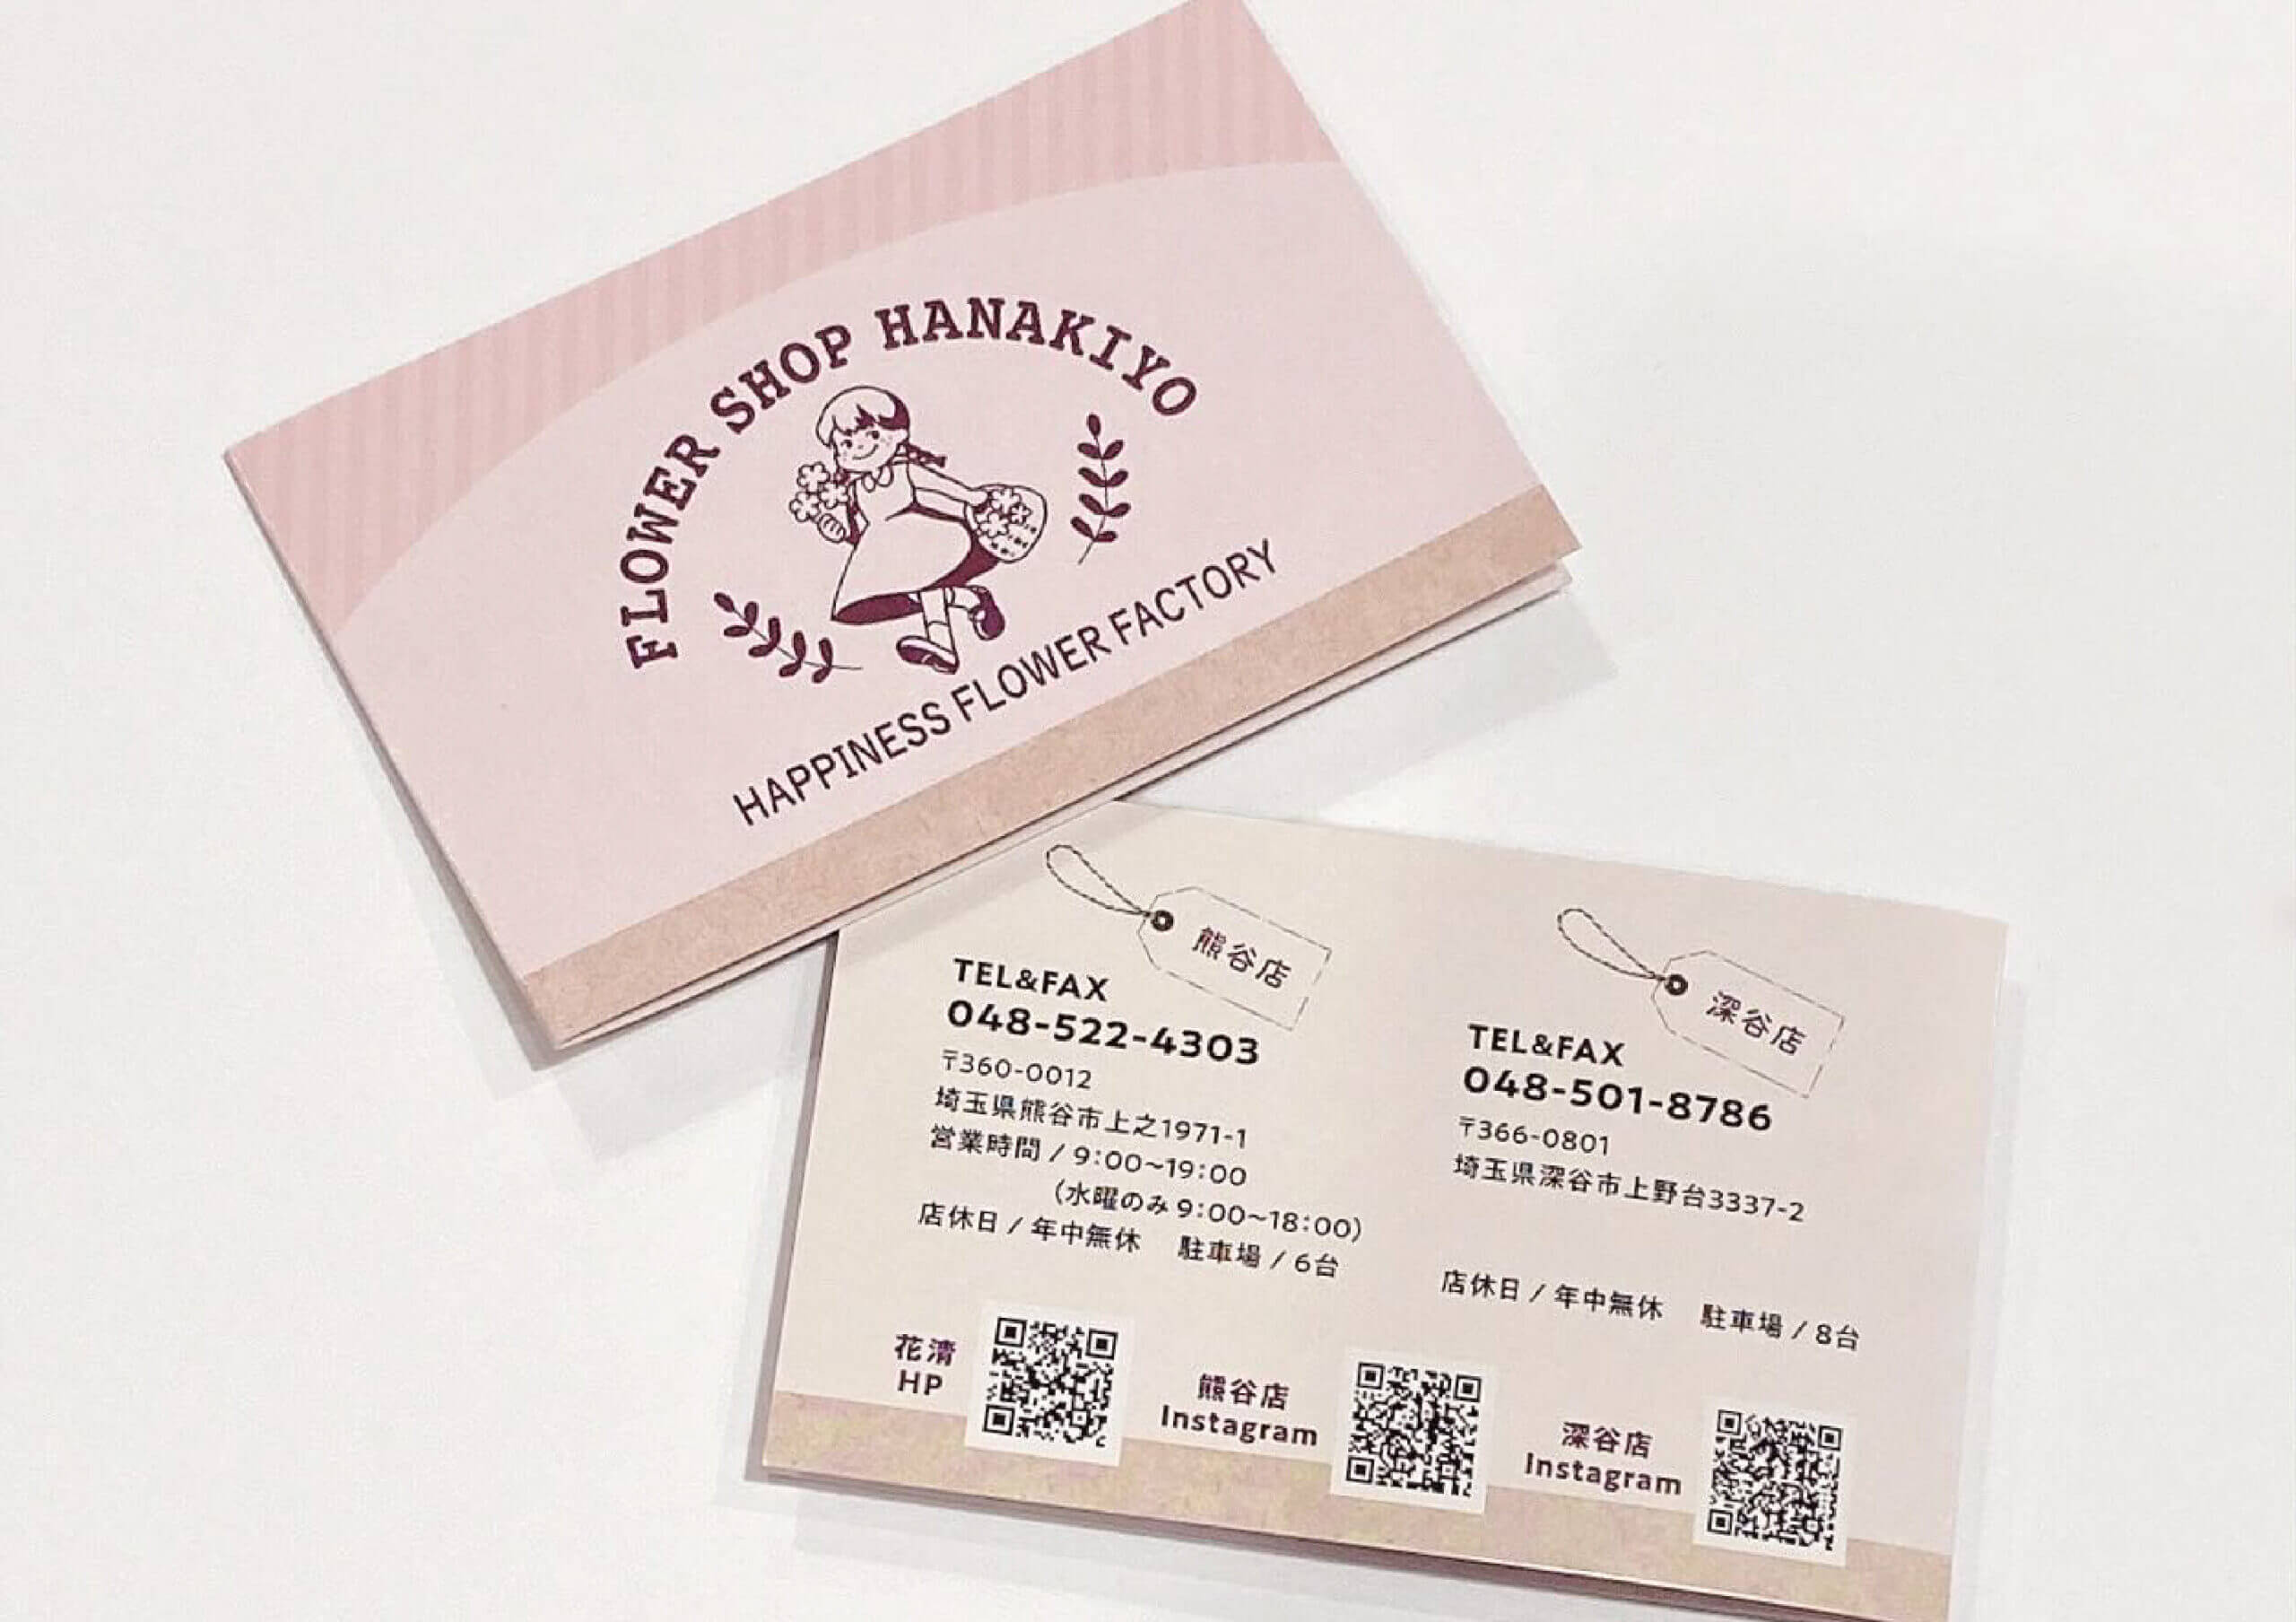 FLOWER SHOP HANAKIYO
HAPPINESS FLOWER FACTORY
熊谷店
TEL&FAX
048-522-4303
〒360-0012
埼玉県熊谷市上之1971-1
営業時間 / 9:00~19:00
(水曜のみ 9:00~18:00)
店休日 / 年中無休 駐車場 / 6台
深谷店
TEL&FAX
048-501-8786
〒366-0801
埼玉県深谷市上野台3337-2
店休日 / 年中無休 駐車場 / 8台
花清
HP
熊谷店
Instagram
深谷店
Instagram